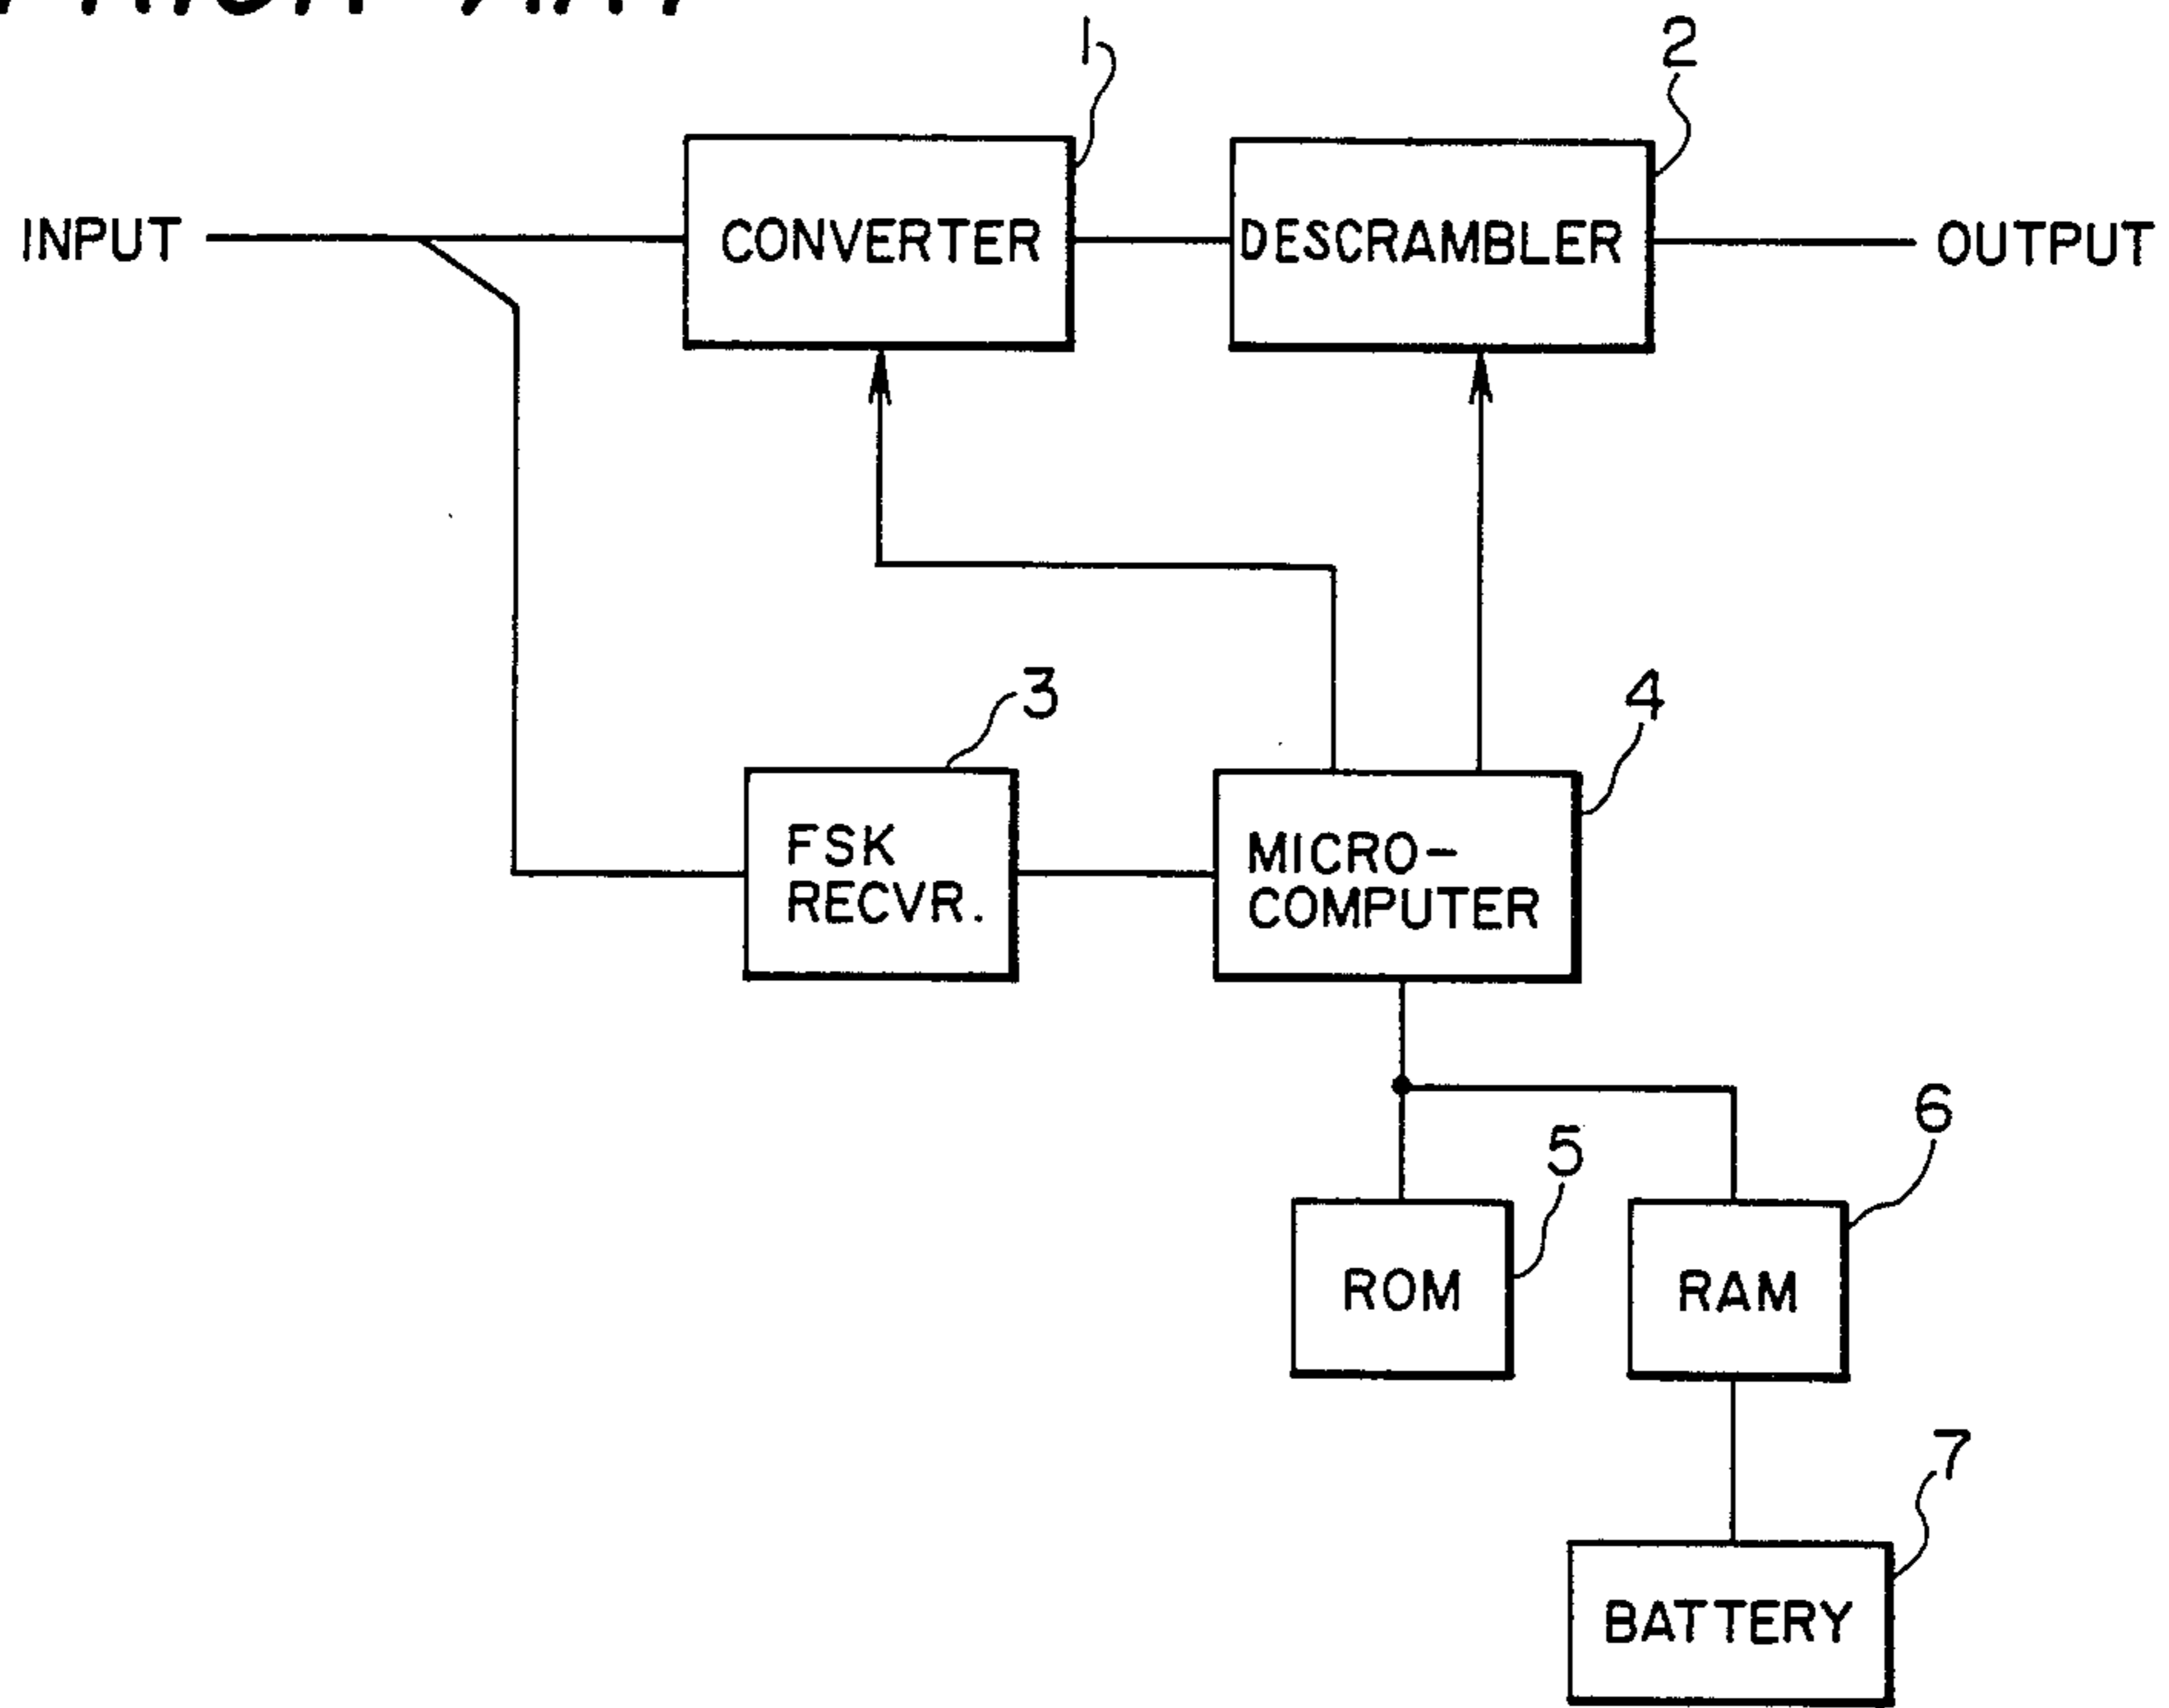 1
2
INPUT
CONVERTER
DESCRAMBLER
OUTPUT
3
4
FSK
RECVR.
MICRO-
COMPUTER
5
6
ROM
RAM
7
BATTERY